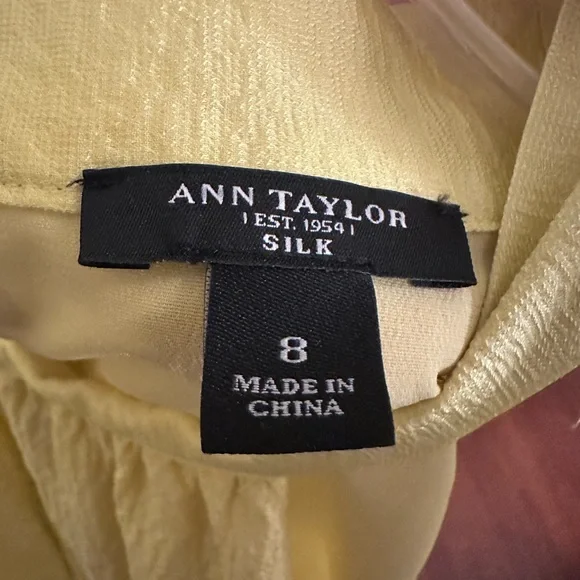 ANN TAYLOR
| EST. 1954 |
SILK
8
MADE IN
CHINA